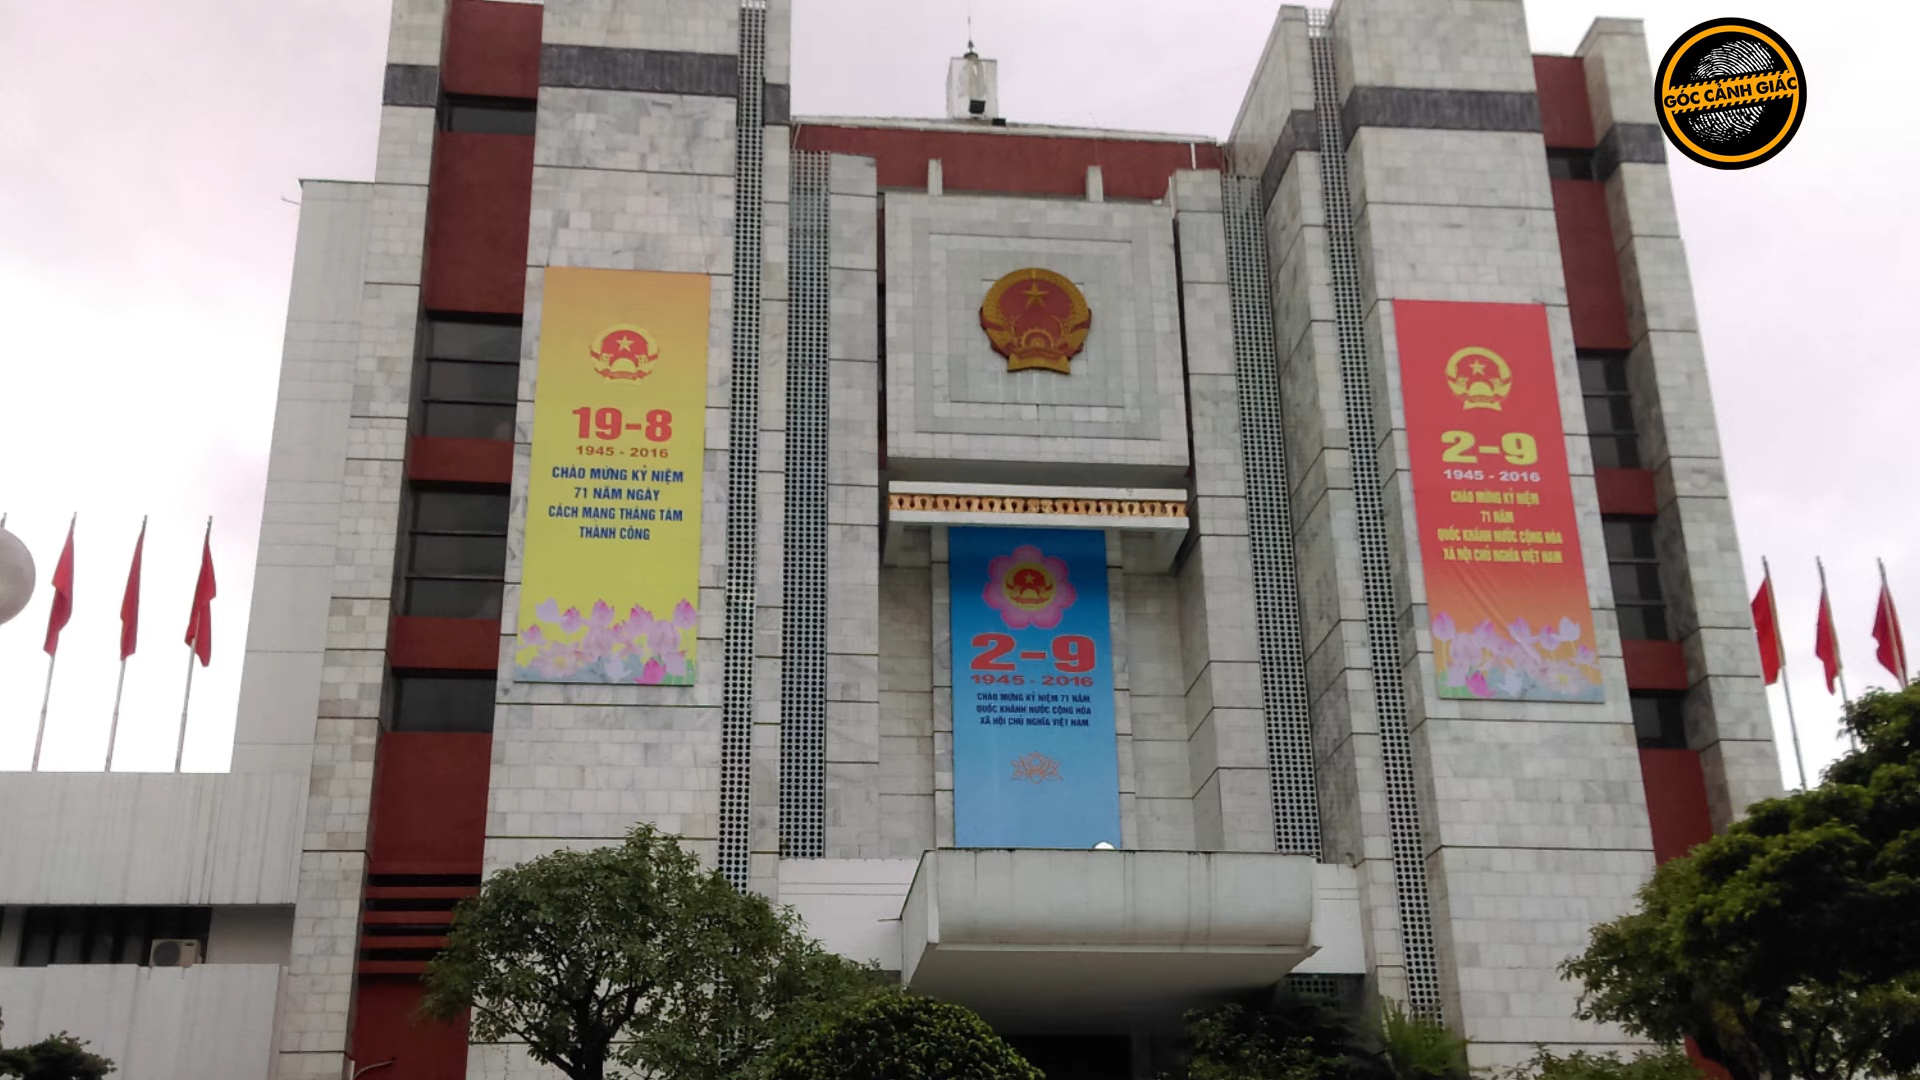 GÓC CẢNH GIÁC
19-8
1945 - 2016
CHÀO MỪNG KỶ NIỆM
71 NĂM NGÀY
CÁCH MẠNG THÁNG TÁM
THÀNH CÔNG
2-9
1945 - 2016
CHÀO MỪNG KỶ NIỆM 71 NĂM
QUỐC KHÁNH NƯỚC CỘNG HÒA
XÃ HỘI CHỦ NGHĨA VIỆT NAM
2-9
1945 - 2016
CHÀO MỪNG KỶ NIỆM
71 NĂM
QUỐC KHÁNH NƯỚC CỘNG HÒA
XÃ HỘI CHỦ NGHĨA VIỆT NAM